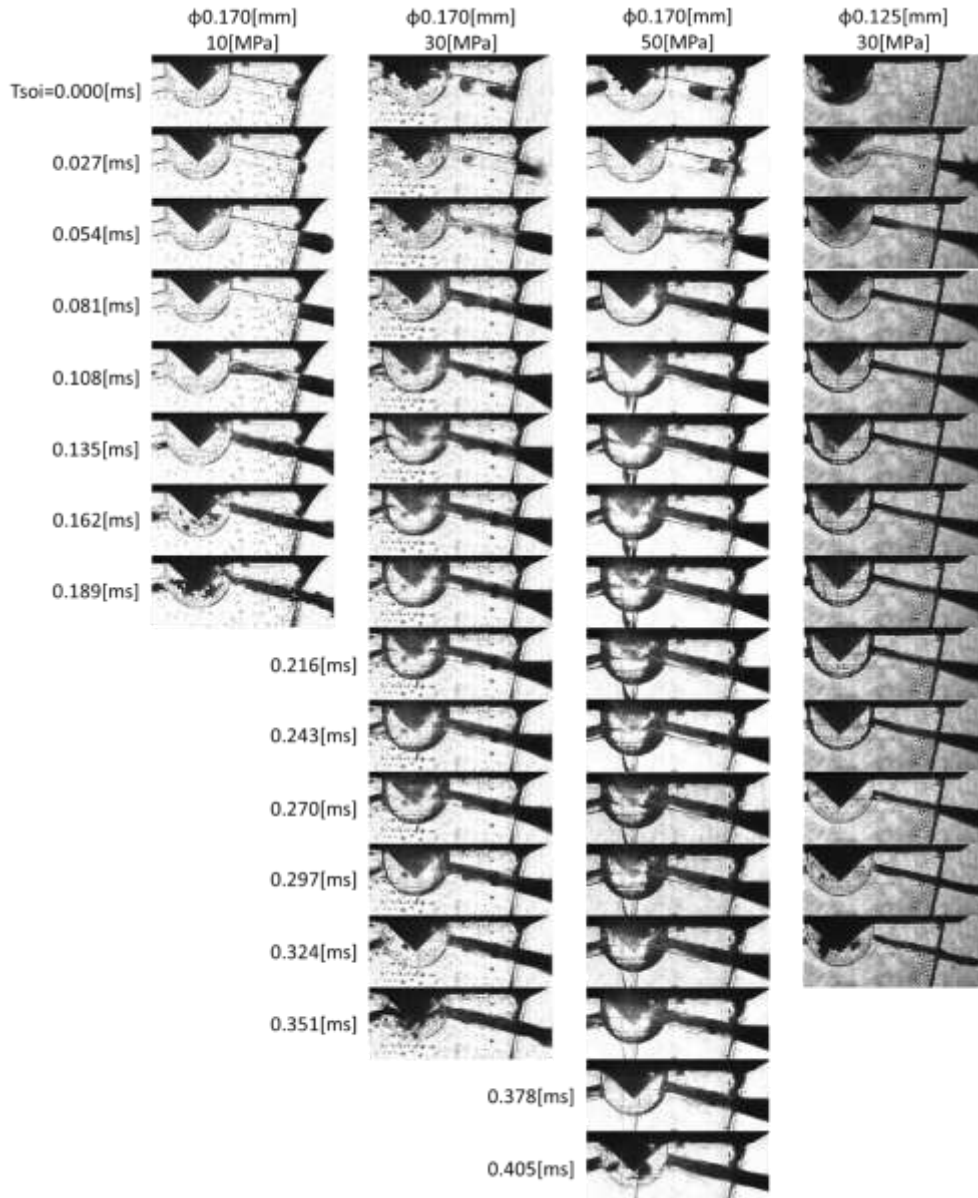 ϕ0.170[mm] ϕ0.170[mm] ϕ0.170[mm] ϕ0.125[mm]
10[MPa] 30[MPa] 50[MPa] 30[MPa]
Tsoi=0.000[ms]
0.027[ms]
0.054[ms]
0.081[ms]
0.108[ms]
0.135[ms]
0.162[ms]
0.189[ms]
0.216[ms]
0.243[ms]
0.270[ms]
0.297[ms]
0.324[ms]
0.351[ms]
0.378[ms]
0.405[ms]